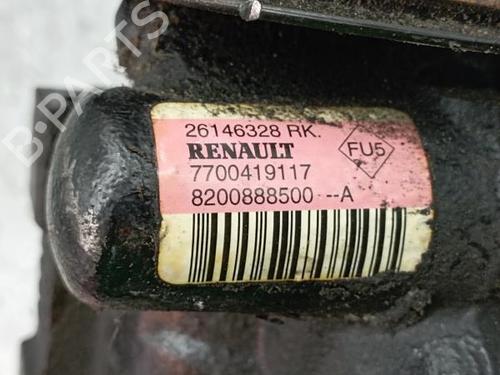 B-PARTS
26146328 RK.
RENAULT
FU5
7700419117
8200888500 --A